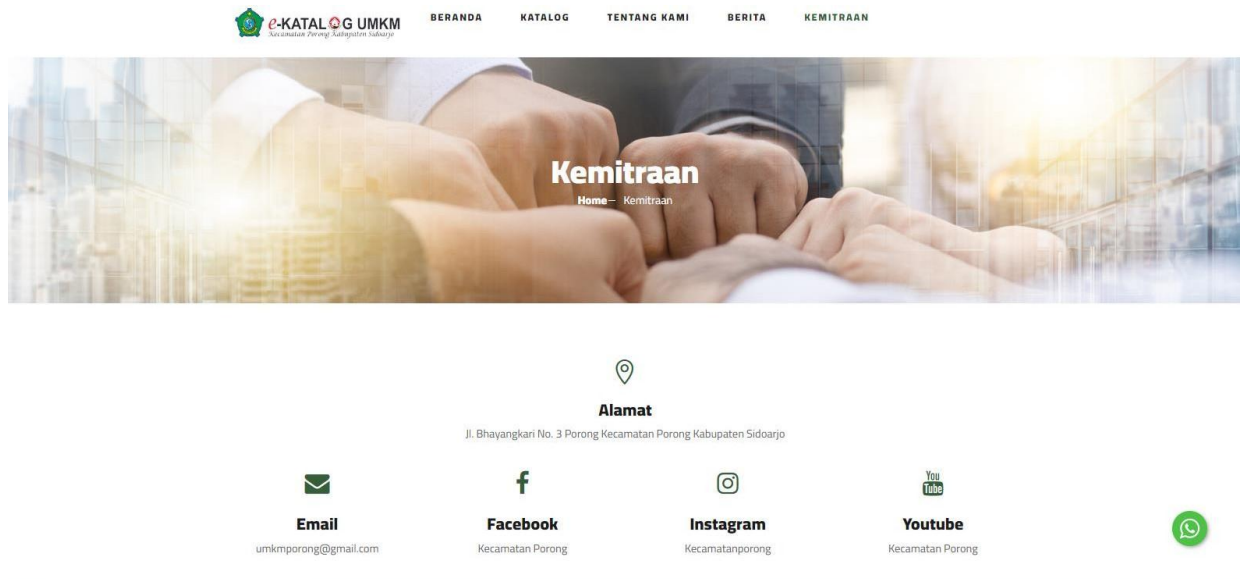 e-KATALOG UMKM
Kecamatan Porong Kabupaten Sidoarjo
BERANDA KATALOG TENTANG KAMI BERITA KEMITRAAN
Kemitraan
Home — Kemitraan
Alamat
Jl. Bhayangkari No. 3 Porong Kecamatan Porong Kabupaten Sidoarjo
You
Tube
Email Facebook Instagram Youtube
umkmporong@gmail.com Kecamatan Porong Kecamatanporong Kecamatan Porong